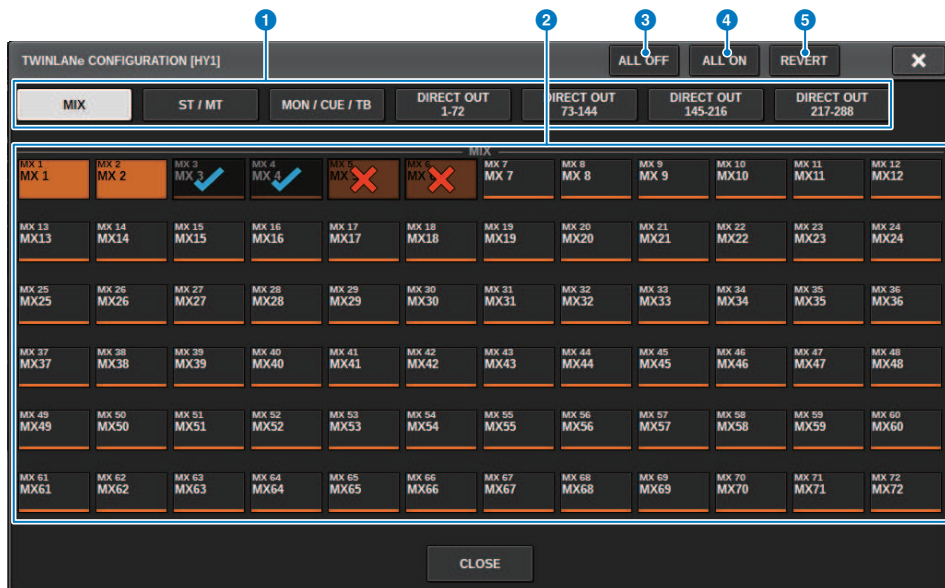 1 2 3 4 5
TWINLANe CONFIGURATION [HY1] ALL OFF ALL ON REVERT
MIX ST / MT MON / CUE / TB DIRECT OUT 1-72 DIRECT OUT 73-144 DIRECT OUT 145-216 DIRECT OUT 217-288
MIX
MX 1 MX 2 MX 3 MX 4 MX 5 MX 6 MX 7 MX 8 MX 9 MX 10 MX 11 MX 12
MX 1 MX 2 MX 3 MX 4 MX MX MX 7 MX 8 MX 9 MX10 MX11 MX12
MX 13 MX 14 MX 15 MX 16 MX 17 MX 18 MX 19 MX 20 MX 21 MX 22 MX 23 MX 24
MX13 MX14 MX15 MX16 MX17 MX18 MX19 MX20 MX21 MX22 MX23 MX24
MX 25 MX 26 MX 27 MX 28 MX 29 MX 30 MX 31 MX 32 MX 33 MX 34 MX 35 MX 36
MX25 MX26 MX27 MX28 MX29 MX30 MX31 MX32 MX33 MX34 MX35 MX36
MX 37 MX 38 MX 39 MX 40 MX 41 MX 42 MX 43 MX 44 MX 45 MX 46 MX 47 MX 48
MX37 MX38 MX39 MX40 MX41 MX42 MX43 MX44 MX45 MX46 MX47 MX48
MX 49 MX 50 MX 51 MX 52 MX 53 MX 54 MX 55 MX 56 MX 57 MX 58 MX 59 MX 60
MX49 MX50 MX51 MX52 MX53 MX54 MX55 MX56 MX57 MX58 MX59 MX60
MX 61 MX 62 MX 63 MX 64 MX 65 MX 66 MX 67 MX 68 MX 69 MX 70 MX 71 MX 72
MX61 MX62 MX63 MX64 MX65 MX66 MX67 MX68 MX69 MX70 MX71 MX72
CLOSE